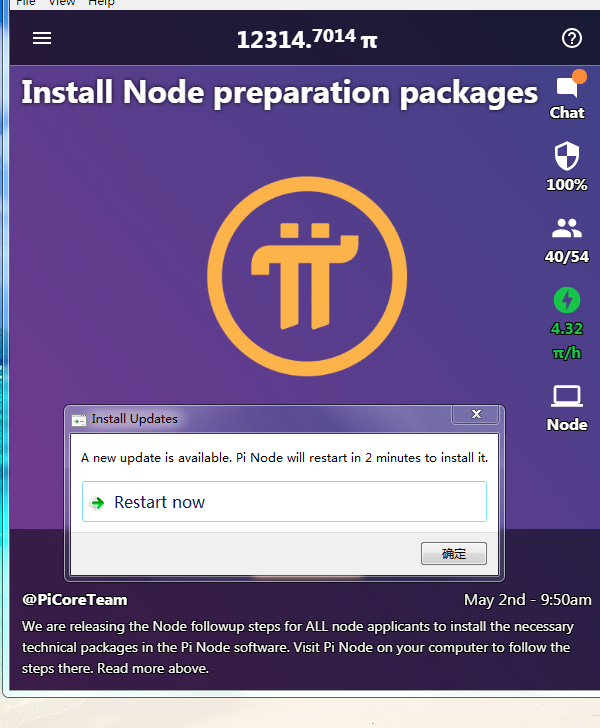 File View Help
12314.7014 π
Install Node preparation packages
Chat
100%
40/54
4.32
π/h
Node
Install Updates
A new update is available. Pi Node will restart in 2 minutes to install it.
Restart now
确定
@PiCoreTeam May 2nd - 9:50am
We are releasing the Node followup steps for ALL node applicants to install the necessary
technical packages in the Pi Node software. Visit Pi Node on your computer to follow the
steps there. Read more above.